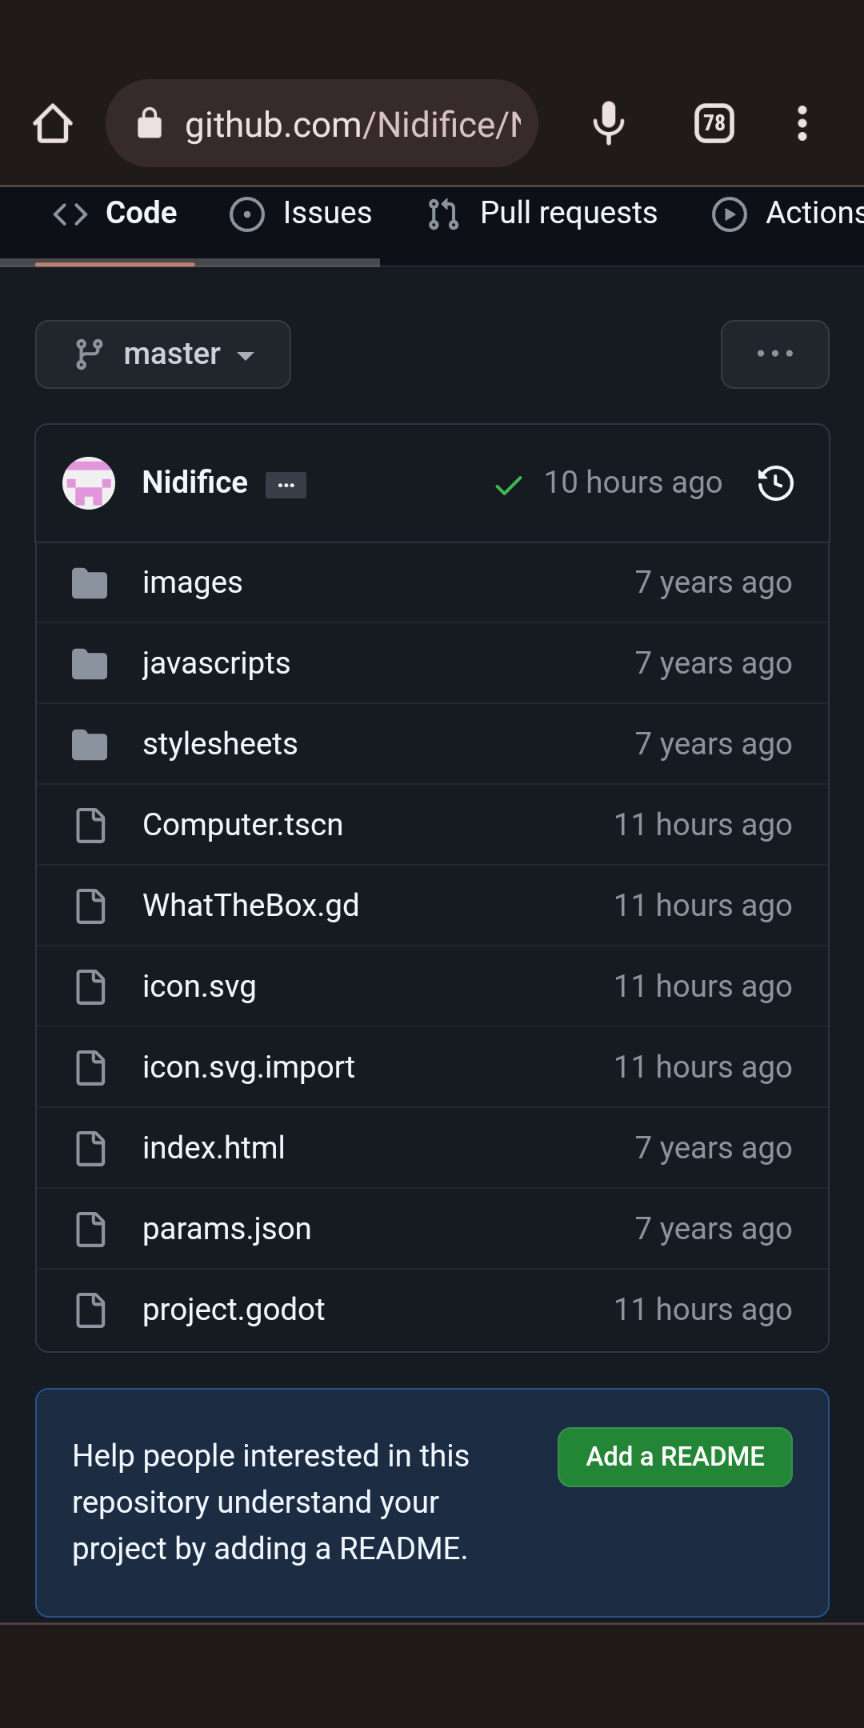 github.com/Nidifice/N
78
Code Issues Pull requests Actions
master
Nidifice 10 hours ago
images 7 years ago
javascripts 7 years ago
stylesheets 7 years ago
Computer.tscn 11 hours ago
WhatTheBox.gd 11 hours ago
icon.svg 11 hours ago
icon.svg.import 11 hours ago
index.html 7 years ago
params.json 7 years ago
project.godot 11 hours ago
Help people interested in this
repository understand your
project by adding a README.
Add a README